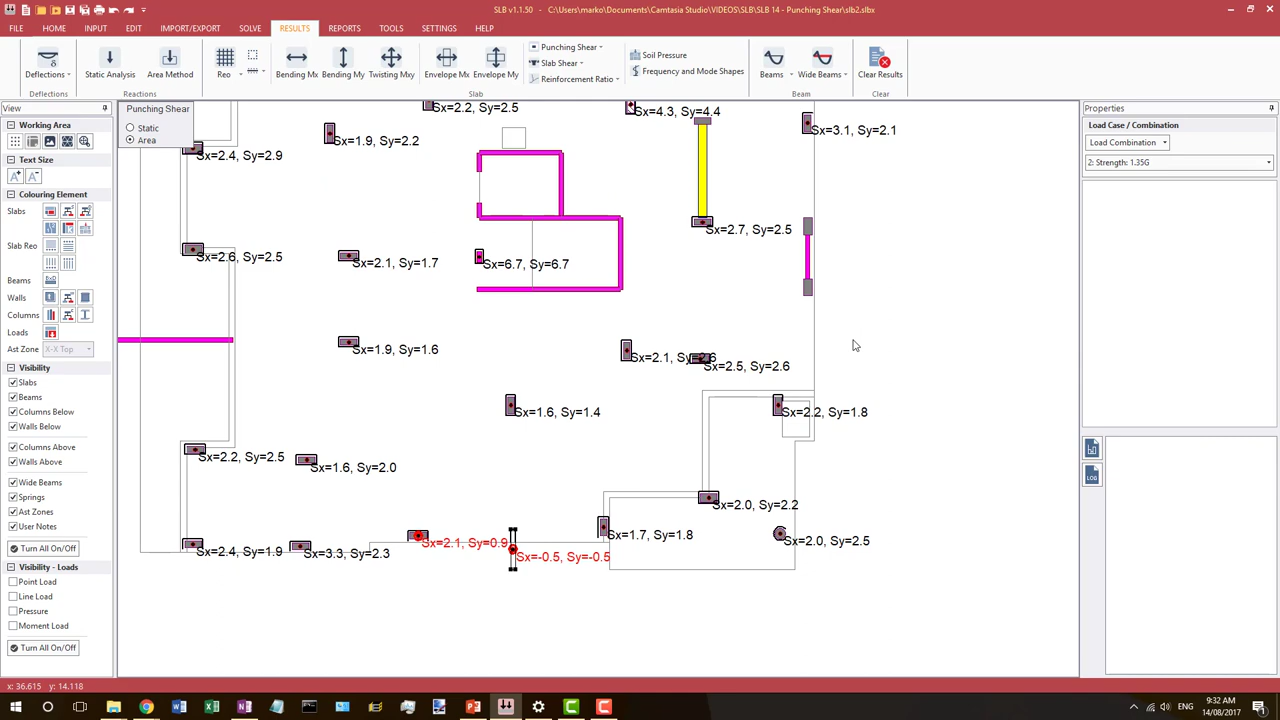 SLB v1.1.50 - C:\Users\marko\Documents\Camtasia Studio\VIDEOS\SLB\SLB 14 - Punching Shear\slb2.slbx
FILE HOME INPUT EDIT IMPORT/EXPORT SOLVE RESULTS REPORTS TOOLS SETTINGS HELP
Punching Shear
Soil Pressure
Slab Shear
Frequency and Mode Shapes
Deflections Static Analysis Area Method Reo Bending Mx Bending My Twisting Mxy Envelope Mx Envelope My Reinforcement Ratio Beams Wide Beams Clear Results
Deflections Reactions Slab Beam Clear
View
Working Area
Text Size
A+ A-
Colouring Element
Slabs
Slab Reo
Beams
Walls
Columns
Loads
Ast Zone X-X Top
Visibility
Slabs
Beams
Columns Below
Walls Below
Columns Above
Walls Above
Wide Beams
Springs
Ast Zones
User Notes
Turn All On/Off
Visibility - Loads
Point Load
Line Load
Pressure
Moment Load
Turn All On/Off
Punching Shear
Static
Area
Sx=2.2, Sy=2.5
Sx=4.3, Sy=4.4
Sx=3.1, Sy=2.1
Sx=1.9, Sy=2.2
Sx=2.4, Sy=2.9
Sx=2.7, Sy=2.5
Sx=2.6, Sy=2.5
Sx=2.1, Sy=1.7
Sx=6.7, Sy=6.7
Sx=1.9, Sy=1.6
Sx=2.1, Sy=2.6
Sx=2.5, Sy=2.6
Sx=1.6, Sy=1.4
Sx=2.2, Sy=1.8
Sx=2.2, Sy=2.5
Sx=1.6, Sy=2.0
Sx=2.0, Sy=2.2
Sx=2.4, Sy=1.9
Sx=3.3, Sy=2.3
Sx=2.1, Sy=0.9
Sx=-0.5, Sy=-0.5
Sx=1.7, Sy=1.8
Sx=2.0, Sy=2.5
Properties
Load Case / Combination
Load Combination
2: Strength: 1.35G
LOG
x: 36.615 y: 14.118
ENG
9:32 AM
14/08/2017